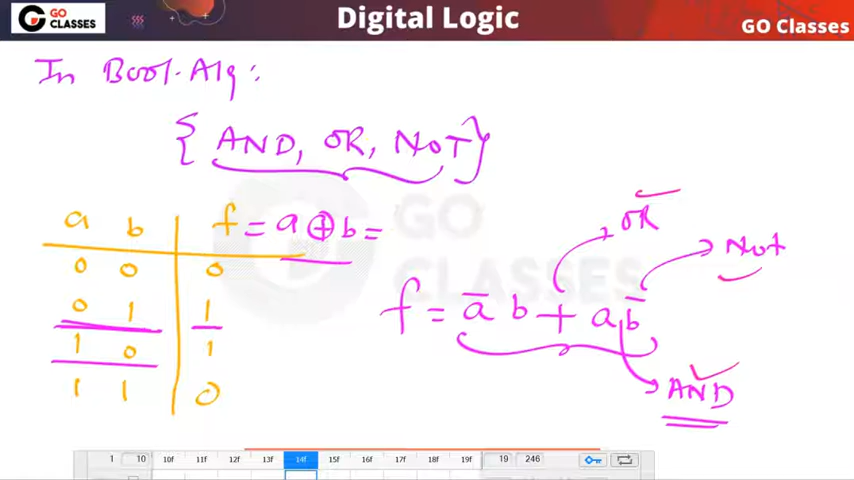 GO CLASSES
Digital Logic
GO Classes
In Bool. Alg:
{AND, OR, NOT}
a b f = a ⊕ b =
0 0 0
0 1 1
1 0 1
1 1 0
OR
Not
f = a̅ b + a b̅
AND
GO CLASSES
1 10 10f 11f 12f 13f 14f 15f 16f 17f 18f 19f 19 246